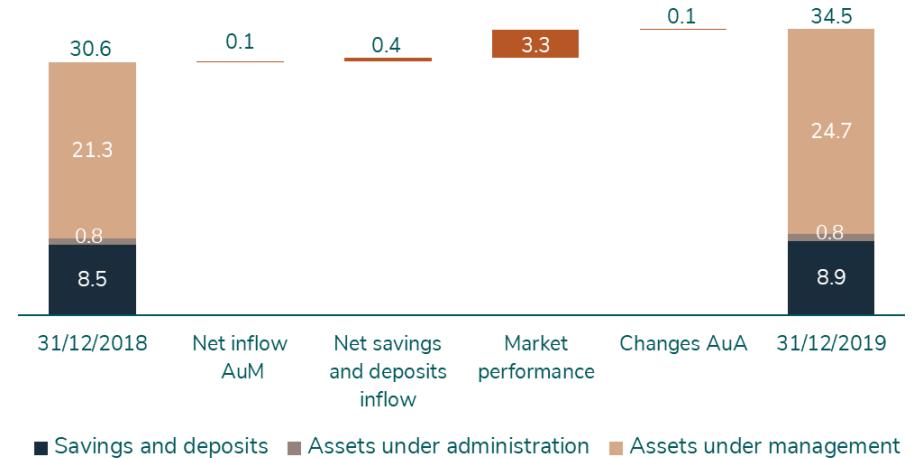 0.1
34.5
30.6
0.1
0.4
3.3
21.3
24.7
0.8
0.8
8.5
8.9
31/12/2018
Net inflow
AuM
Net savings
and deposits
inflow
Market
performance
Changes AuA
31/12/2019
Savings and deposits
Assets under administration
Assets under management